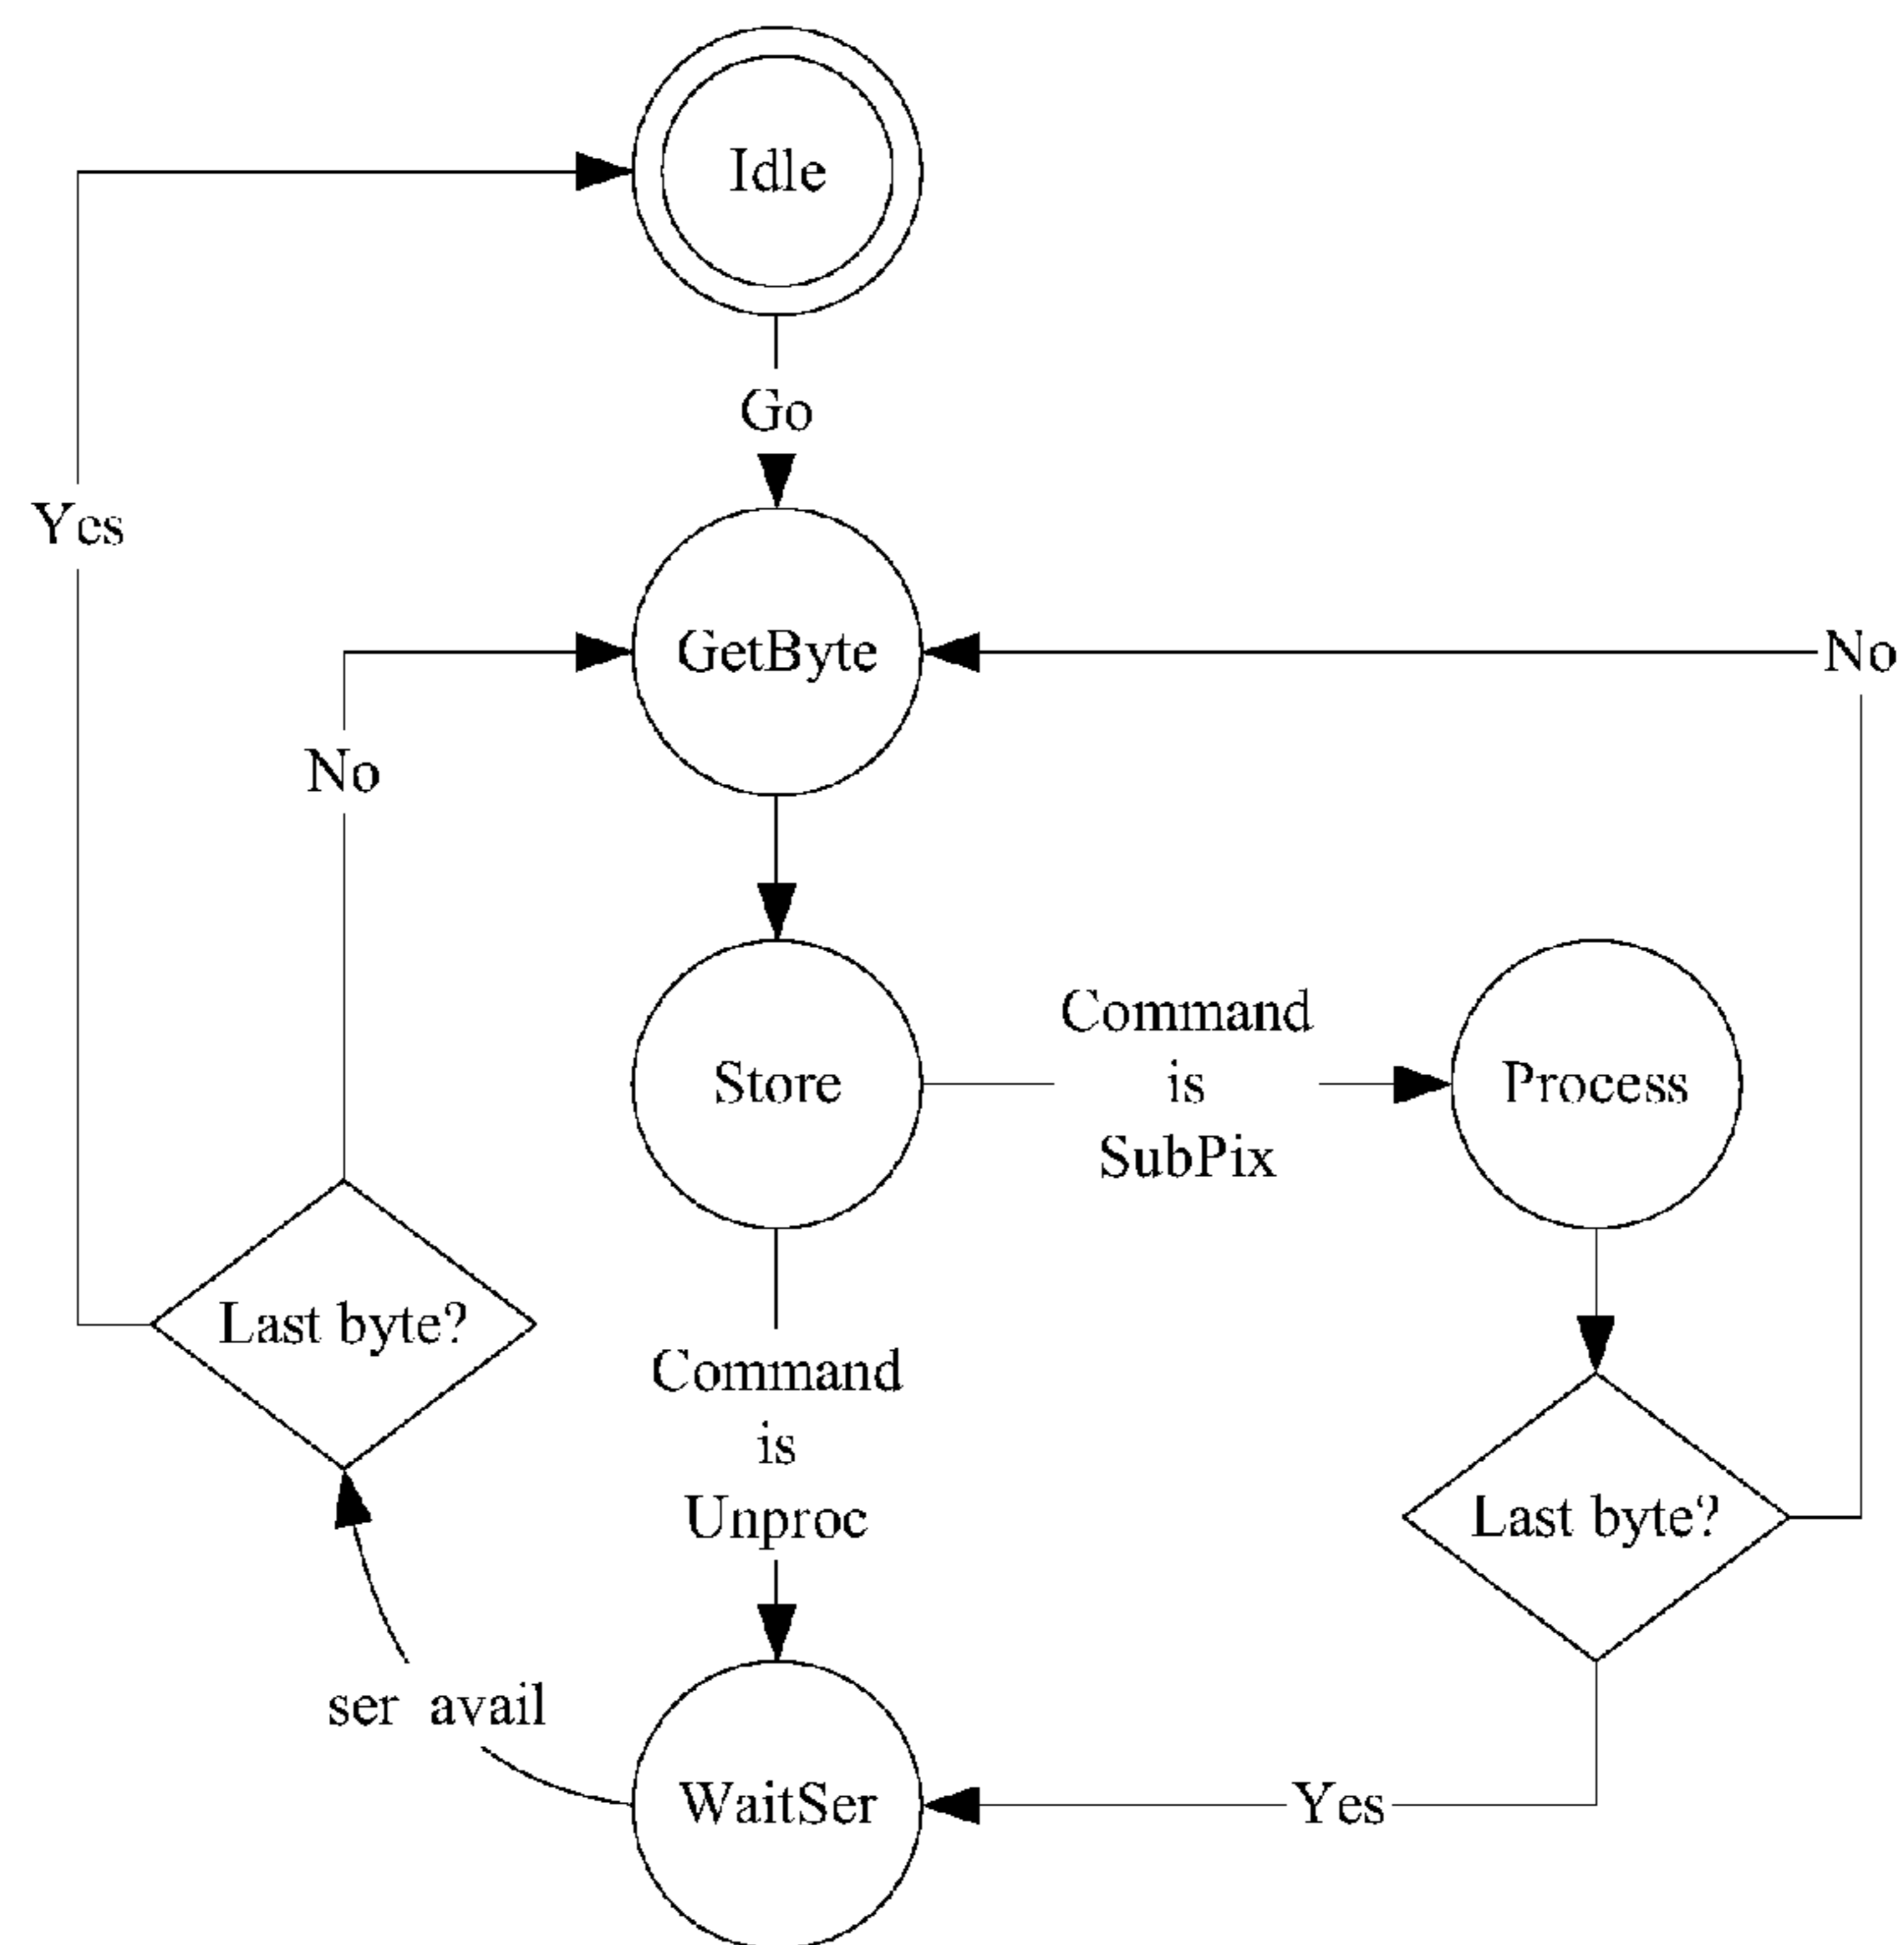 Idle
Go
Yes
GetByte
No
No
Store
Command
is
SubPix
Process
Last byte?
Command
is
Unproc
Last byte?
ser avail
WaitSer
Yes